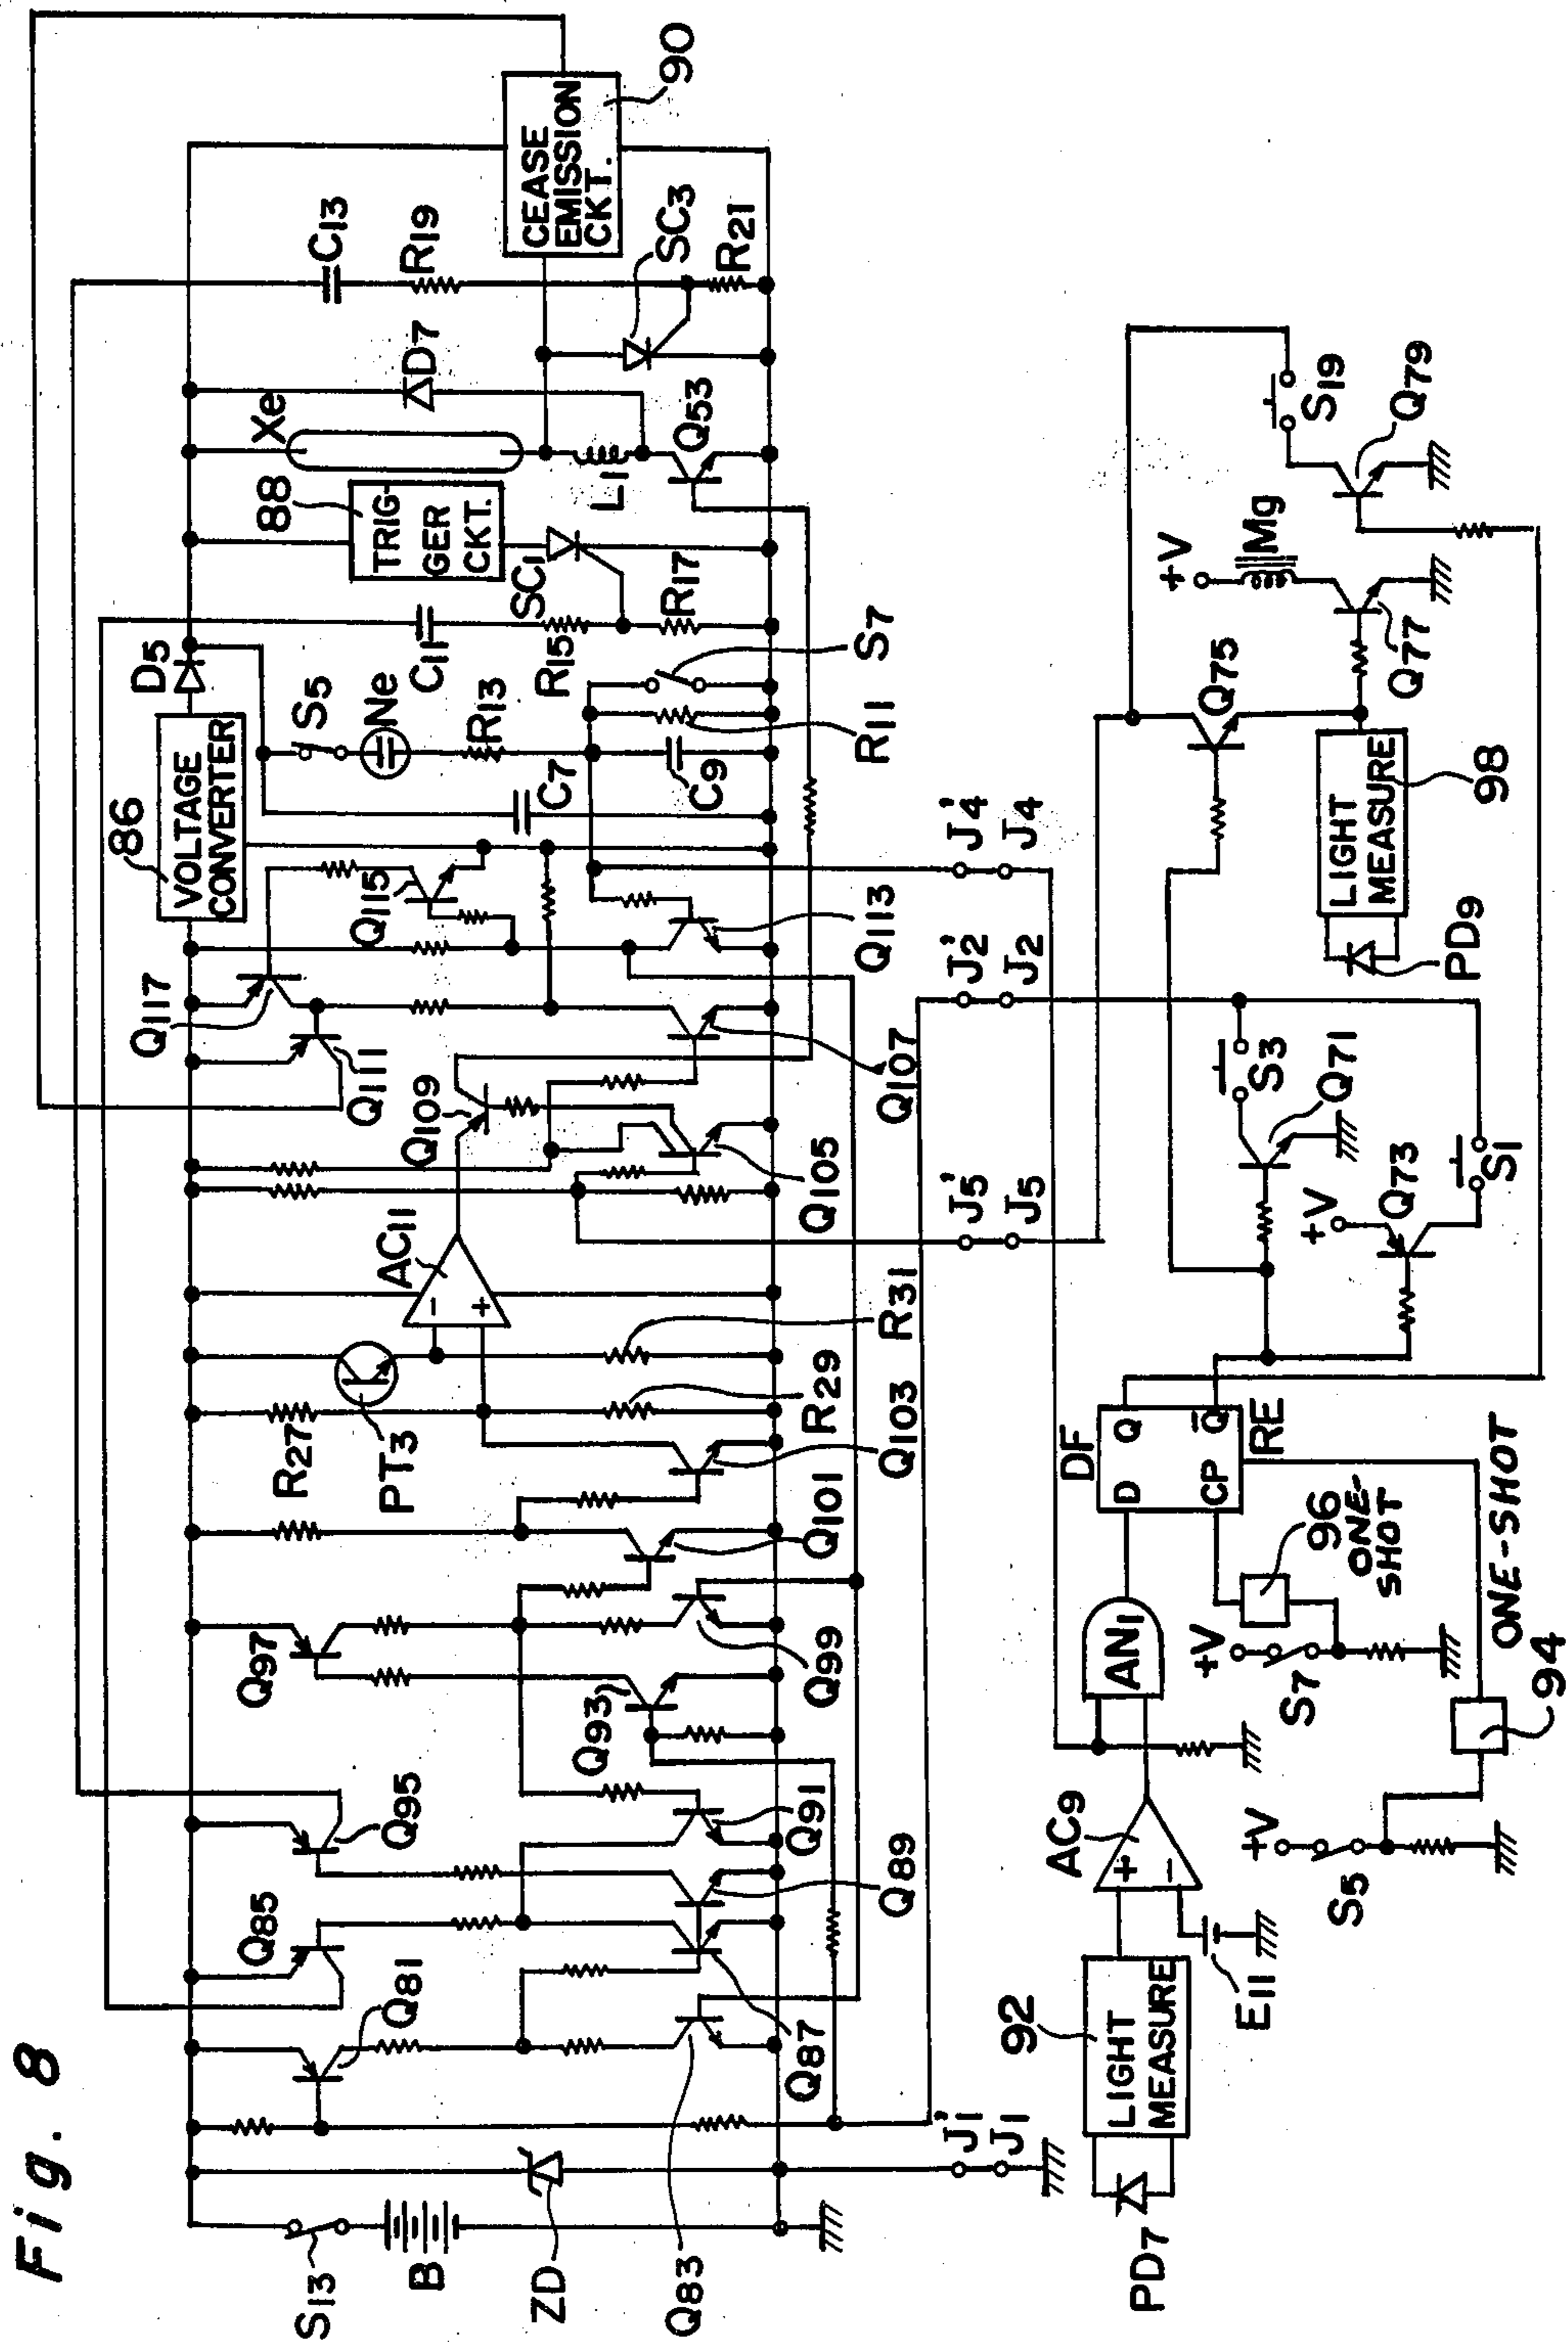 Fig. 8
S13
B
ZD
Q83
Q81
Q85
Q87
Q89
Q95
Q91
Q93
Q97
Q99
Q101
Q103
R27
PT3
R29
R31
AC11
Q105
Q109
Q107
Q111
Q117
Q115
Q113
86
VOLTAGE
CONVERTER
D5
S5
Ne
R13
C7
C9
R11
S7
C11
R15
R17
SC1
88
TRIG-
GER
CKT.
Xe
L1
Q53
D7
C13
R19
SC3
R21
CEASE
EMISSION
CKT.
90
J'1
J1
J'5
J5
J'2
J2
J'4
J4
PD7
92
LIGHT
MEASURE
E11
AC9
+
−
AN1
DF
D
Q
CP
Q̅
RE
+V
S5
94
ONE-SHOT
+V
S7
96
ONE-
SHOT
+V
Q73
S1
Q71
S3
PD9
LIGHT
MEASURE
98
Q75
Q77
+V
Mg
Q79
S19
−
+